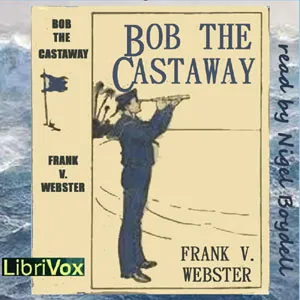 BOB
THE
CASTAWAY
FRANK
V.
WEBSTER
BOB THE
CASTAWAY
FRANK V.
WEBSTER
LibriVox
read by Nigel Boydell